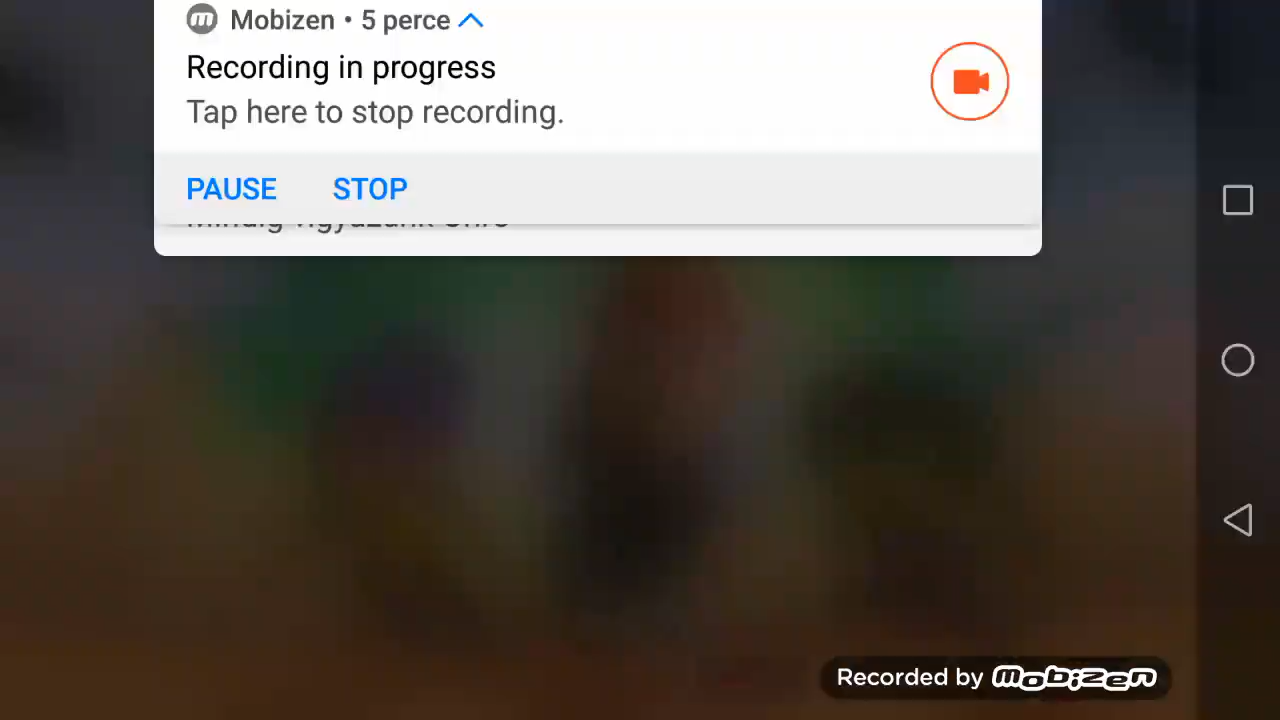 Mobizen • 5 perce
Recording in progress
Tap here to stop recording.
PAUSE STOP
Recorded by mobizen